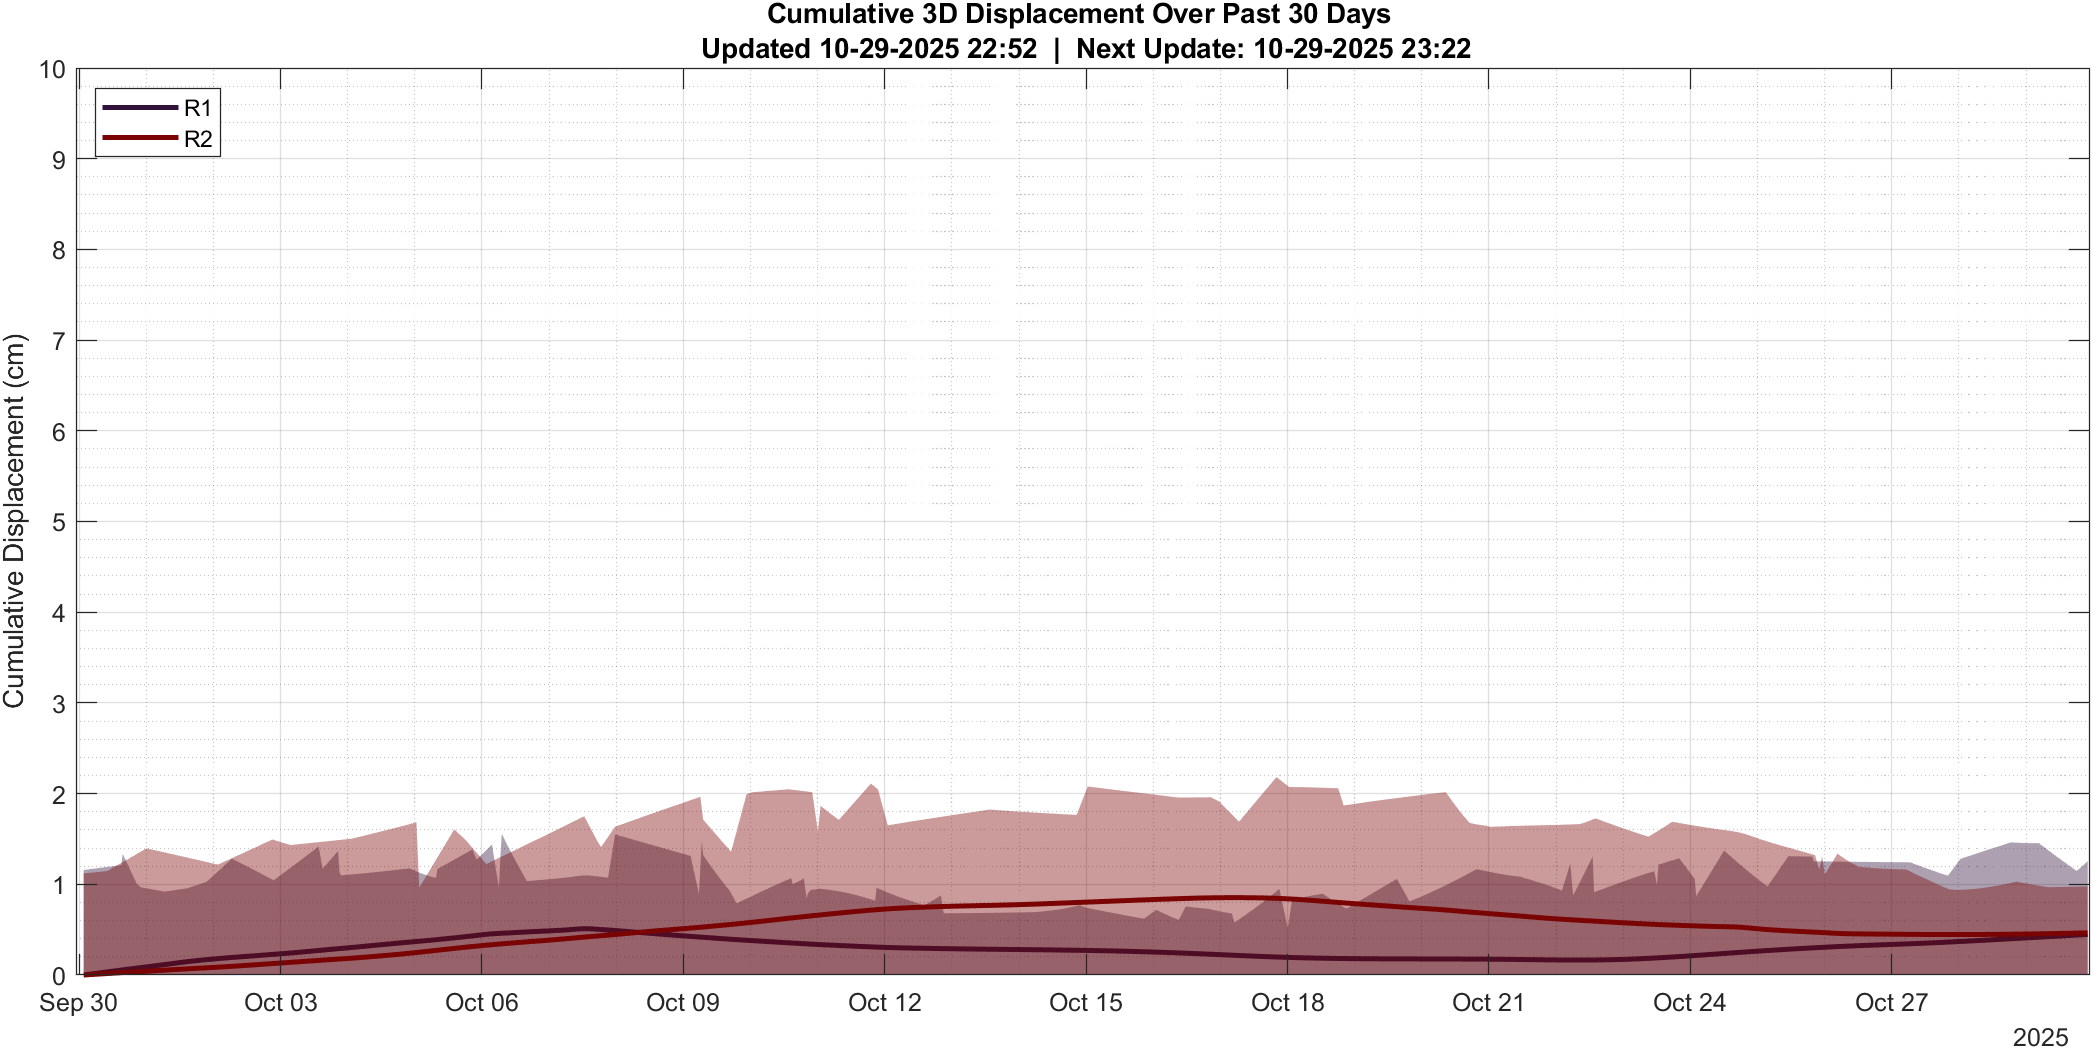 Cumulative 3D Displacement Over Past 30 Days
Updated 10-29-2025 22:52 | Next Update: 10-29-2025 23:22
R1
R2
Cumulative Displacement (cm)
10
9
8
7
6
5
4
3
2
1
0
Sep 30 Oct 03 Oct 06 Oct 09 Oct 12 Oct 15 Oct 18 Oct 21 Oct 24 Oct 27
2025